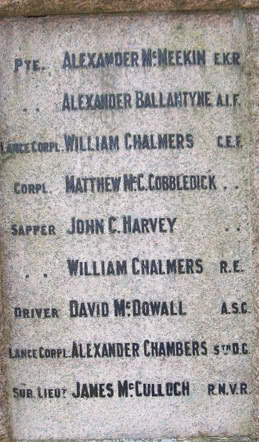 PTE. ALEXANDER McMEEKIN E.K.R
. . ALEXANDER BALLANTYNE A.I.F.
LANCE CORPL. WILLIAM CHALMERS C.E.F.
CORPL. MATTHEW McC. COBBLEDICK . .
SAPPER JOHN C. HARVEY . .
. . WILLIAM CHALMERS R.E.
DRIVER DAVID McDOWALL A.S.C.
LANCE CORPL. ALEXANDER CHAMBERS 5TH D.G.
SUB. LIEUT JAMES McCULLOCH R.N.V.R.